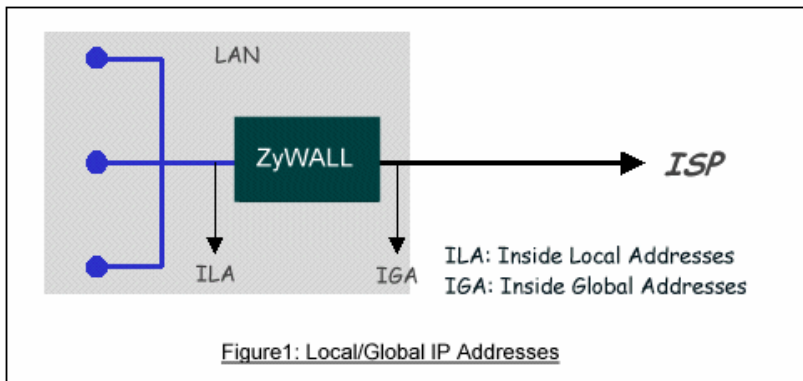 LAN
ZyWALL
ISP
ILA
IGA
ILA: Inside Local Addresses
IGA: Inside Global Addresses
Figure1: Local/Global IP Addresses